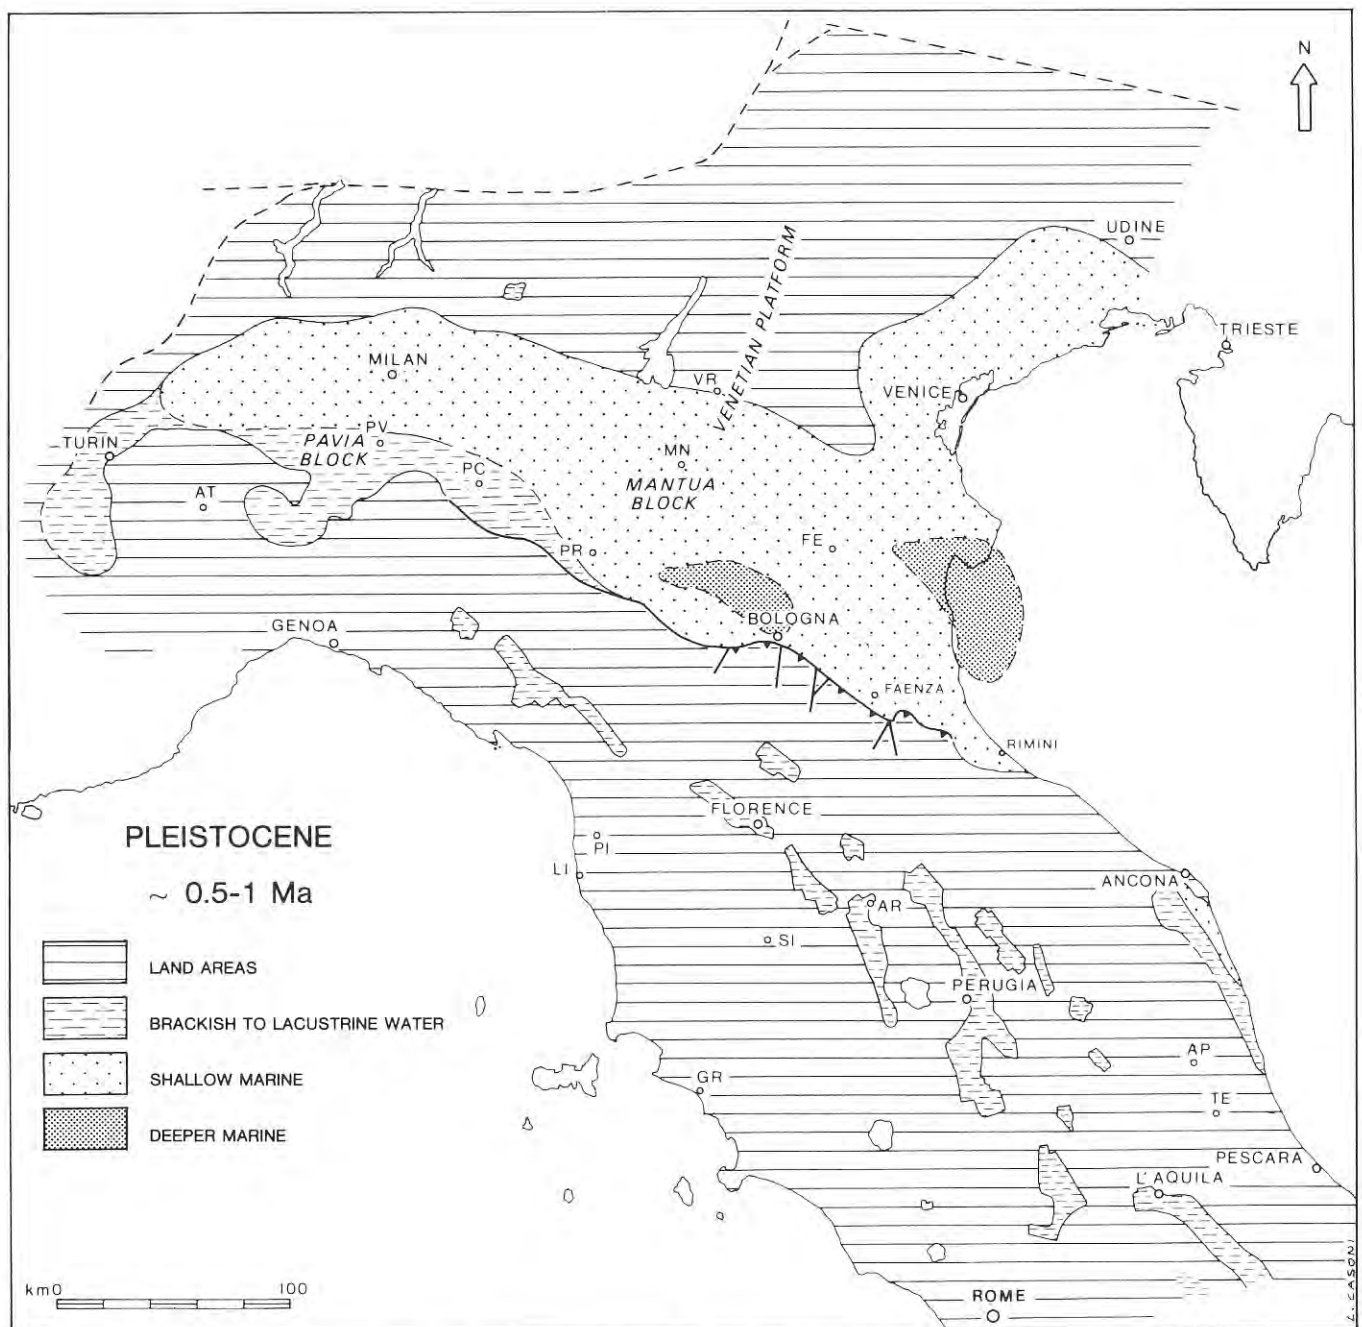 N
UDINE
TRIESTE
VENETIAN PLATFORM
MILAN
VR
VENICE
TURIN
PV
PAVIA
BLOCK
PC
MN
MANTUA
BLOCK
AT
PR
FE
GENOA
BOLOGNA
FAENZA
RIMINI
FLORENCE
PI
LI
PLEISTOCENE
~ 0.5-1 Ma
ANCONA
AR
SI
PERUGIA
LAND AREAS
BRACKISH TO LACUSTRINE WATER
SHALLOW MARINE
DEEPER MARINE
GR
AP
TE
PESCARA
L'AQUILA
km0 100
ROME
L. CASONI